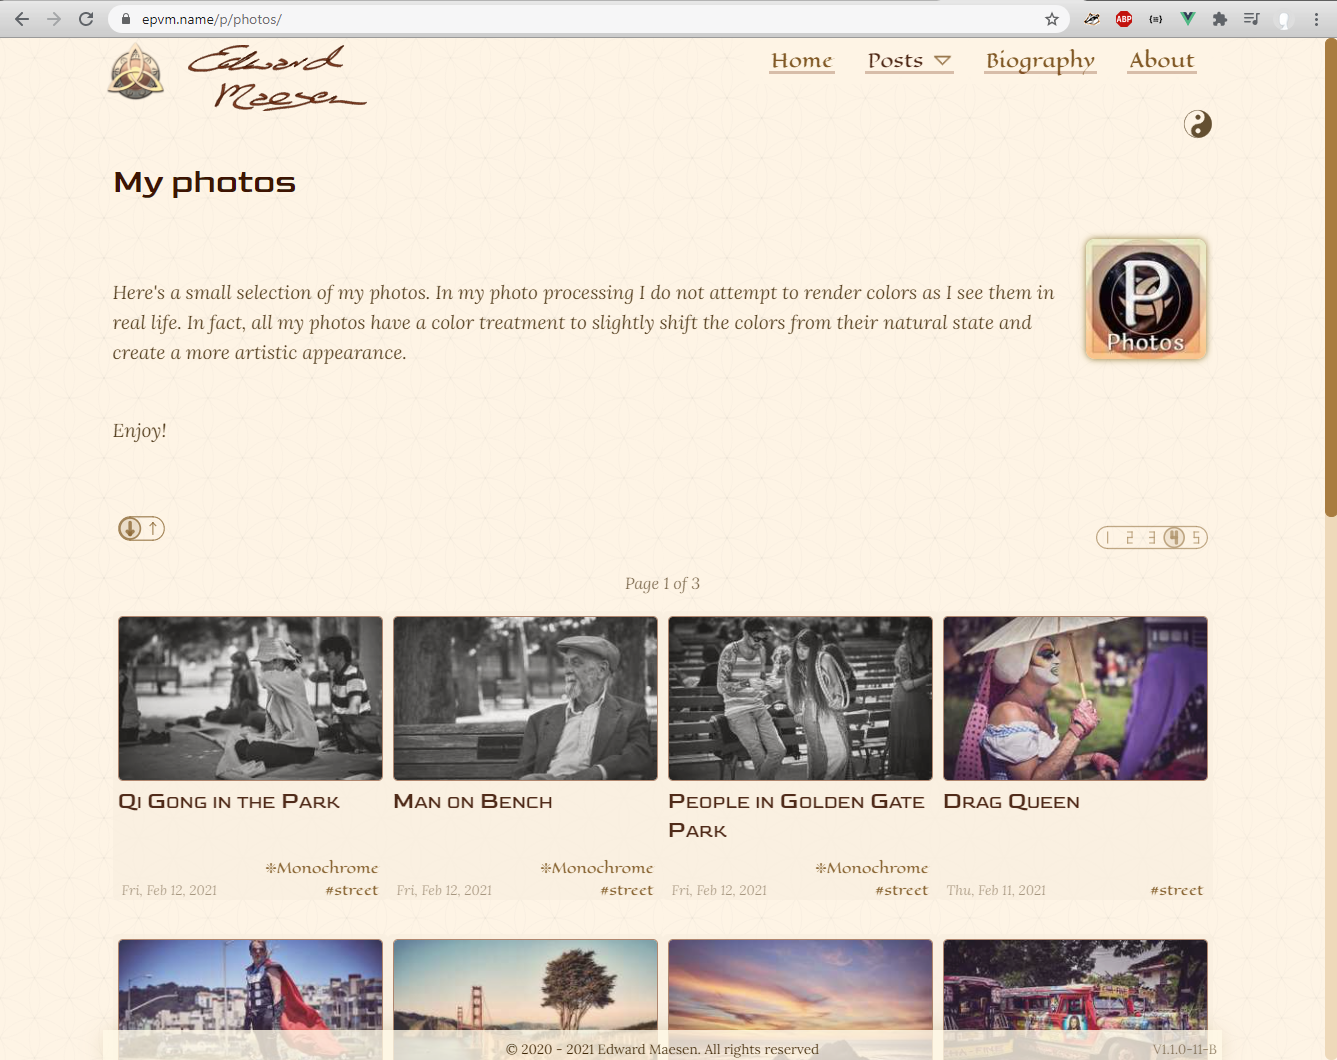 epvm.name/p/photos/
ABP
Edward
Maesen
Home
Posts
Biography
About
My photos
P
Photos
Here's a small selection of my photos. In my photo processing I do not attempt to render colors as I see them in
real life. In fact, all my photos have a color treatment to slightly shift the colors from their natural state and
create a more artistic appearance.
Enjoy!
1 2 3 4 5
Page 1 of 3
Qi Gong in the Park
❉Monochrome
Fri, Feb 12, 2021 #street
Man on Bench
❉Monochrome
Fri, Feb 12, 2021 #street
People in Golden Gate
Park
❉Monochrome
Fri, Feb 12, 2021 #street
Drag Queen
Thu, Feb 11, 2021 #street
© 2020 - 2021 Edward Maesen. All rights reserved
V1.1.0-11-B